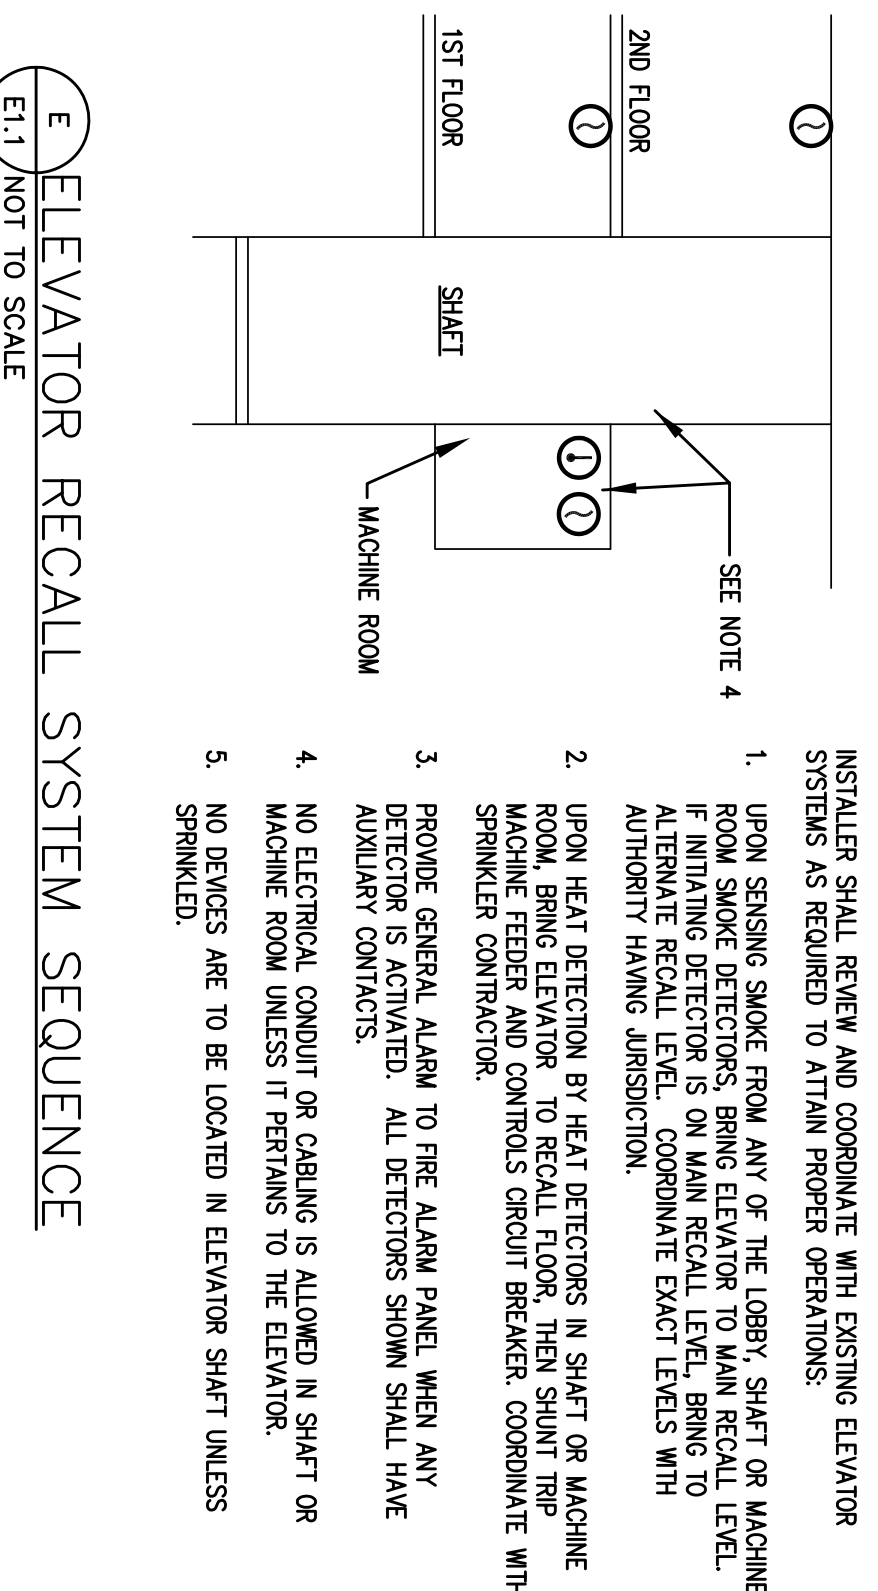 2ND FLOOR
1ST FLOOR
SHAFT
SEE NOTE 4
MACHINE ROOM
INSTALLER SHALL REVIEW AND COORDINATE WITH EXISTING ELEVATOR
SYSTEMS AS REQUIRED TO ATTAIN PROPER OPERATIONS:
1. UPON SENSING SMOKE FROM ANY OF THE LOBBY, SHAFT OR MACHINE
ROOM SMOKE DETECTORS, BRING ELEVATOR TO MAIN RECALL LEVEL.
IF INITIATING DETECTOR IS ON MAIN RECALL LEVEL, BRING TO
ALTERNATE RECALL LEVEL. COORDINATE EXACT LEVELS WITH
AUTHORITY HAVING JURISDICTION.
2. UPON HEAT DETECTION BY HEAT DETECTORS IN SHAFT OR MACHINE
ROOM, BRING ELEVATOR TO RECALL FLOOR, THEN SHUNT TRIP
MACHINE FEEDER AND CONTROLS CIRCUIT BREAKER. COORDINATE WITH
SPRINKLER CONTRACTOR.
3. PROVIDE GENERAL ALARM TO FIRE ALARM PANEL WHEN ANY
DETECTOR IS ACTIVATED. ALL DETECTORS SHOWN SHALL HAVE
AUXILIARY CONTACTS.
4. NO ELECTRICAL CONDUIT OR CABLING IS ALLOWED IN SHAFT OR
MACHINE ROOM UNLESS IT PERTAINS TO THE ELEVATOR.
5. NO DEVICES ARE TO BE LOCATED IN ELEVATOR SHAFT UNLESS
SPRINKLED.
E ELEVATOR RECALL SYSTEM SEQUENCE
E1.1 NOT TO SCALE